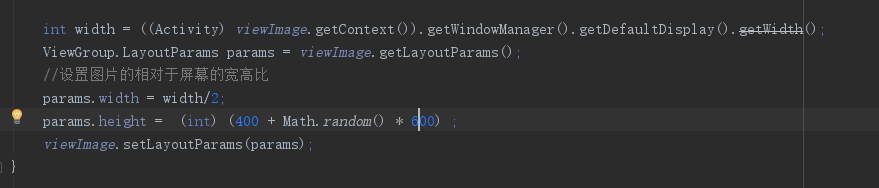 int width = ((Activity) viewImage.getContext()).getWindowManager().getDefaultDisplay().getWidth();
ViewGroup.LayoutParams params = viewImage.getLayoutParams();
//设置图片的相对于屏幕的宽高比
params.width = width/2;
params.height =  (int) (400 + Math.random() * 600) ;
viewImage.setLayoutParams(params);
}